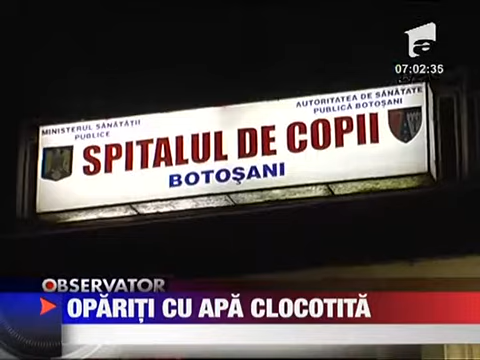 07:02:35
MINISTERUL SĂNĂTĂȚII
PUBLICE
AUTORITATEA DE SĂNĂTATE
PUBLICĂ BOTOȘANI
SPITALUL DE COPII
BOTOȘANI
OBSERVATOR
OPĂRIȚI CU APĂ CLOCOTITĂ